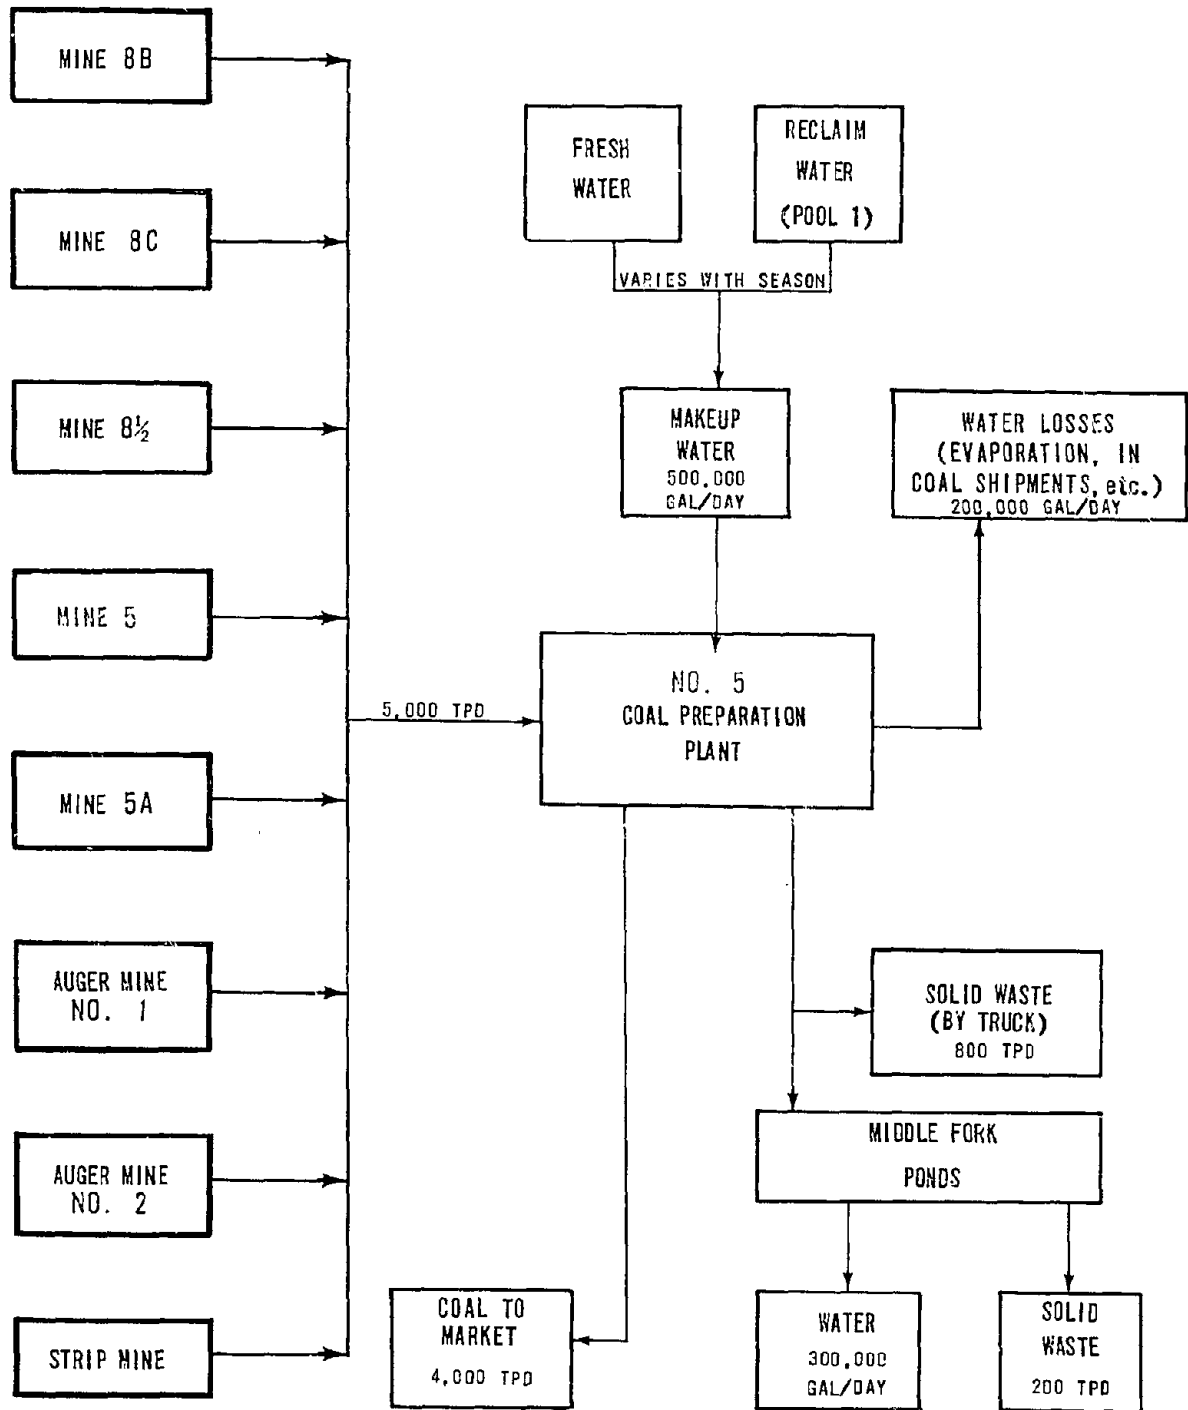 MINE 8B
MINE 8C
MINE 8½
MINE 5
MINE 5A
AUGER MINE
NO. 1
AUGER MINE
NO. 2
STRIP MINE
5,000 TPD
FRESH
WATER
RECLAIM
WATER
(POOL 1)
VARIES WITH SEASON
MAKEUP
WATER
500,000
GAL/DAY
WATER LOSSES
(EVAPORATION, IN
COAL SHIPMENTS, etc.)
200,000 GAL/DAY
NO. 5
COAL PREPARATION
PLANT
SOLID WASTE
(BY TRUCK)
800 TPD
MIDDLE FORK
PONDS
COAL TO
MARKET
4,000 TPD
WATER
300,000
GAL/DAY
SOLID
WASTE
200 TPD